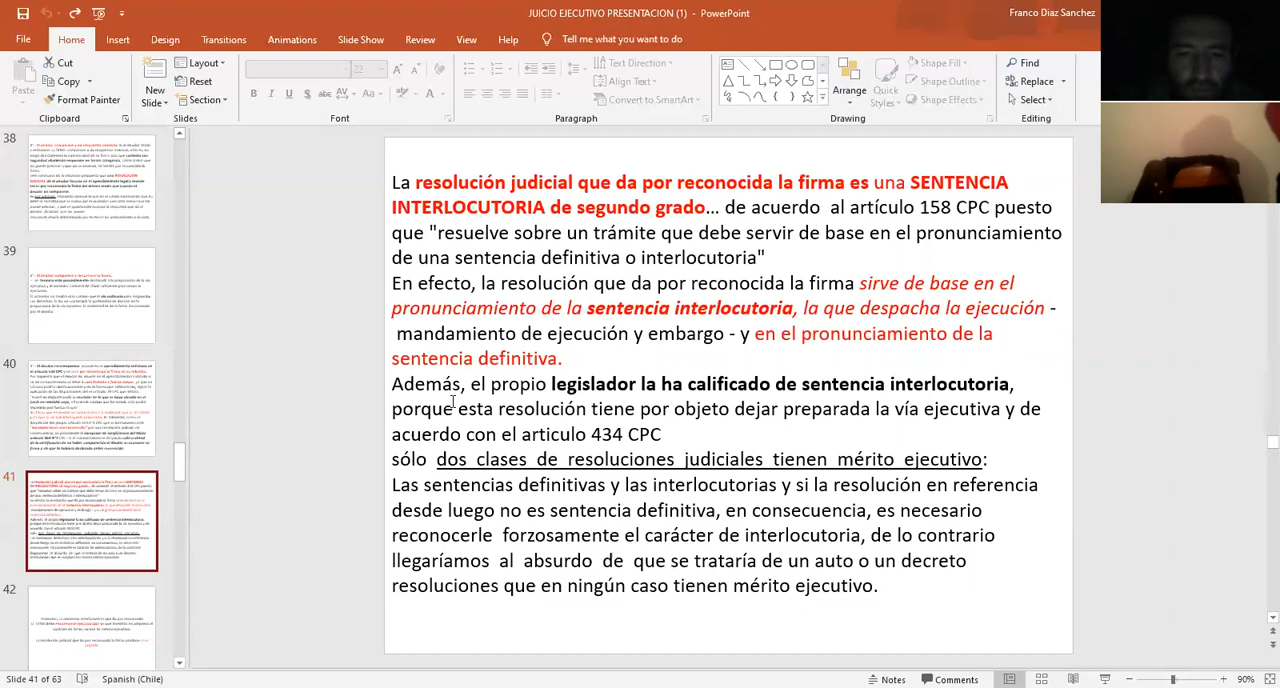 JUICIO EJECUTIVO PRESENTACION (1) - PowerPoint
Franco Diaz Sanchez
File Home Insert Design Transitions Animations Slide Show Review View Help Tell me what you want to do
Cut
Copy
Format Painter
Paste
Clipboard
New
Slide
Layout
Reset
Section
Slides
22
B I U S abc AV Aa A
Font
Text Direction
Align Text
Convert to SmartArt
Paragraph
Arrange
Quick
Styles
Shape Fill
Shape Outline
Shape Effects
Drawing
Find
Replace
Select
Editing
38
39
40
41
42
La resolución judicial que da por reconocida la firma es una SENTENCIA
INTERLOCUTORIA de segundo grado... de acuerdo al artículo 158 CPC puesto
que "resuelve sobre un trámite que debe servir de base en el pronunciamiento
de una sentencia definitiva o interlocutoria"
En efecto, la resolución que da por reconocida la firma sirve de base en el
pronunciamiento de la sentencia interlocutoria, la que despacha la ejecución -
mandamiento de ejecución y embargo - y en el pronunciamiento de la
sentencia definitiva.
Además, el propio legislador la ha calificado de sentencia interlocutoria,
porque esta resolución tiene por objeto dejar preparada la vía ejecutiva y de
acuerdo con el artículo 434 CPC
sólo dos clases de resoluciones judiciales tienen mérito ejecutivo:
Las sentencias definitivas y las interlocutorias. La resolución en referencia
desde luego no es sentencia definitiva, en consecuencia, es necesario
reconocerle forzosamente el carácter de interlocutoria, de lo contrario
llegaríamos al absurdo de que se trataría de un auto o un decreto
resoluciones que en ningún caso tienen mérito ejecutivo.
Slide 41 of 63 Spanish (Chile) Notes Comments 90%